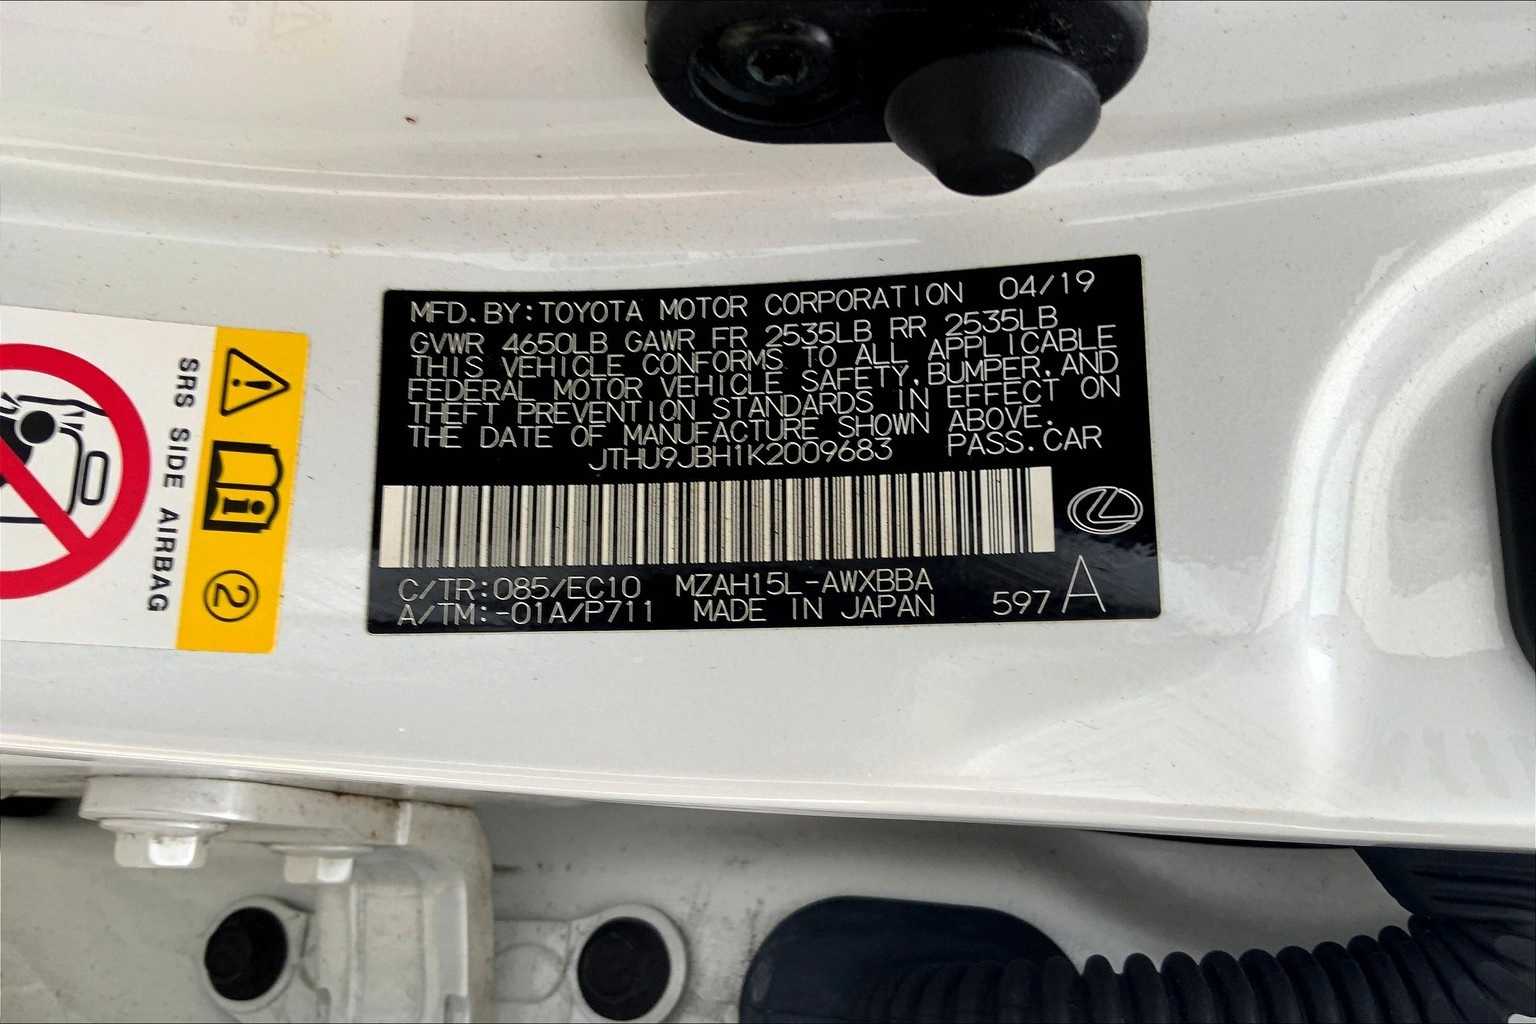 MFD. BY: TOYOTA MOTOR CORPORATION 04/19
GVWR 4650LB GAWR FR 2535LB RR 2535LB
THIS VEHICLE CONFORMS TO ALL APPLICABLE
FEDERAL MOTOR VEHICLE SAFETY, BUMPER, AND
THEFT PREVENTION STANDARDS IN EFFECT ON
THE DATE OF MANUFACTURE SHOWN ABOVE.
JTHU9JBH1K2009683 PASS. CAR
C/TR: 085/EC10 MZAH15L-AWXBBA
A/TM: -01A/P711 MADE IN JAPAN 597 A
SRS SIDE AIRBAG
2